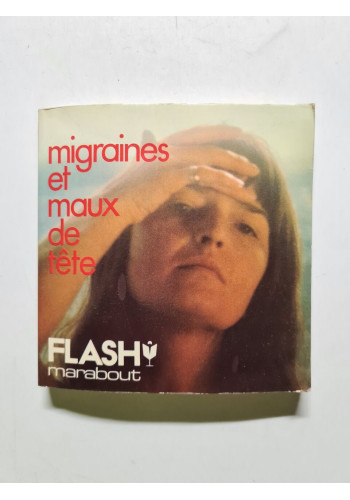 migraines
et
maux
de
tête
FLASH
marabout